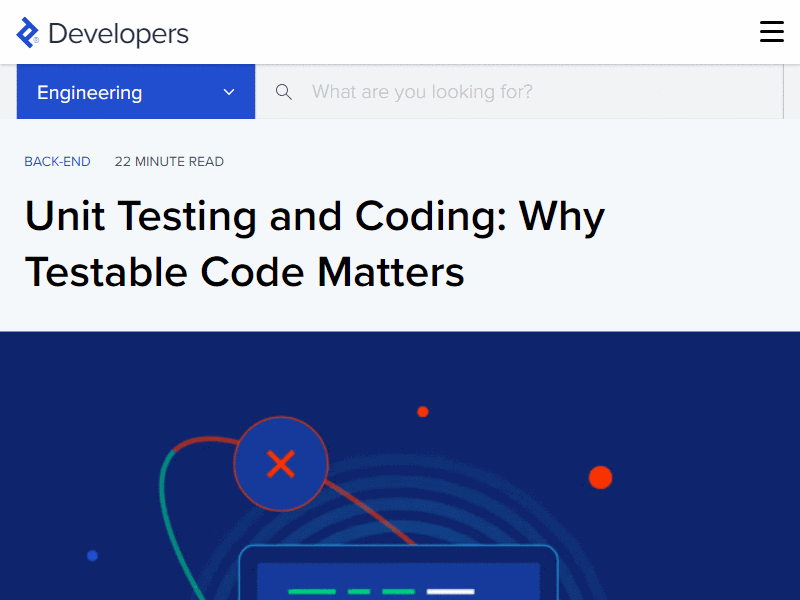 Developers
Engineering
What are you looking for?
BACK-END 22 MINUTE READ
Unit Testing and Coding: Why
Testable Code Matters